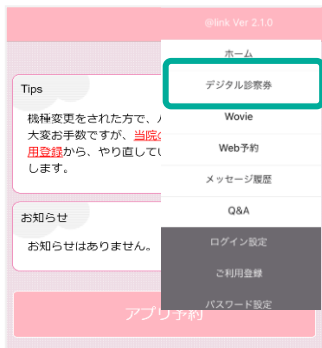 @link Ver 2.1.0
ホーム
デジタル診察券
Wovie
Web予約
メッセージ履歴
Q&A
ログイン設定
ご利用登録
パスワード設定
Tips
機種変更をされた方で、
大変お手数ですが、当院
用登録から、やり直してい
します。
お知らせ
お知らせはありません。
アプリ予約